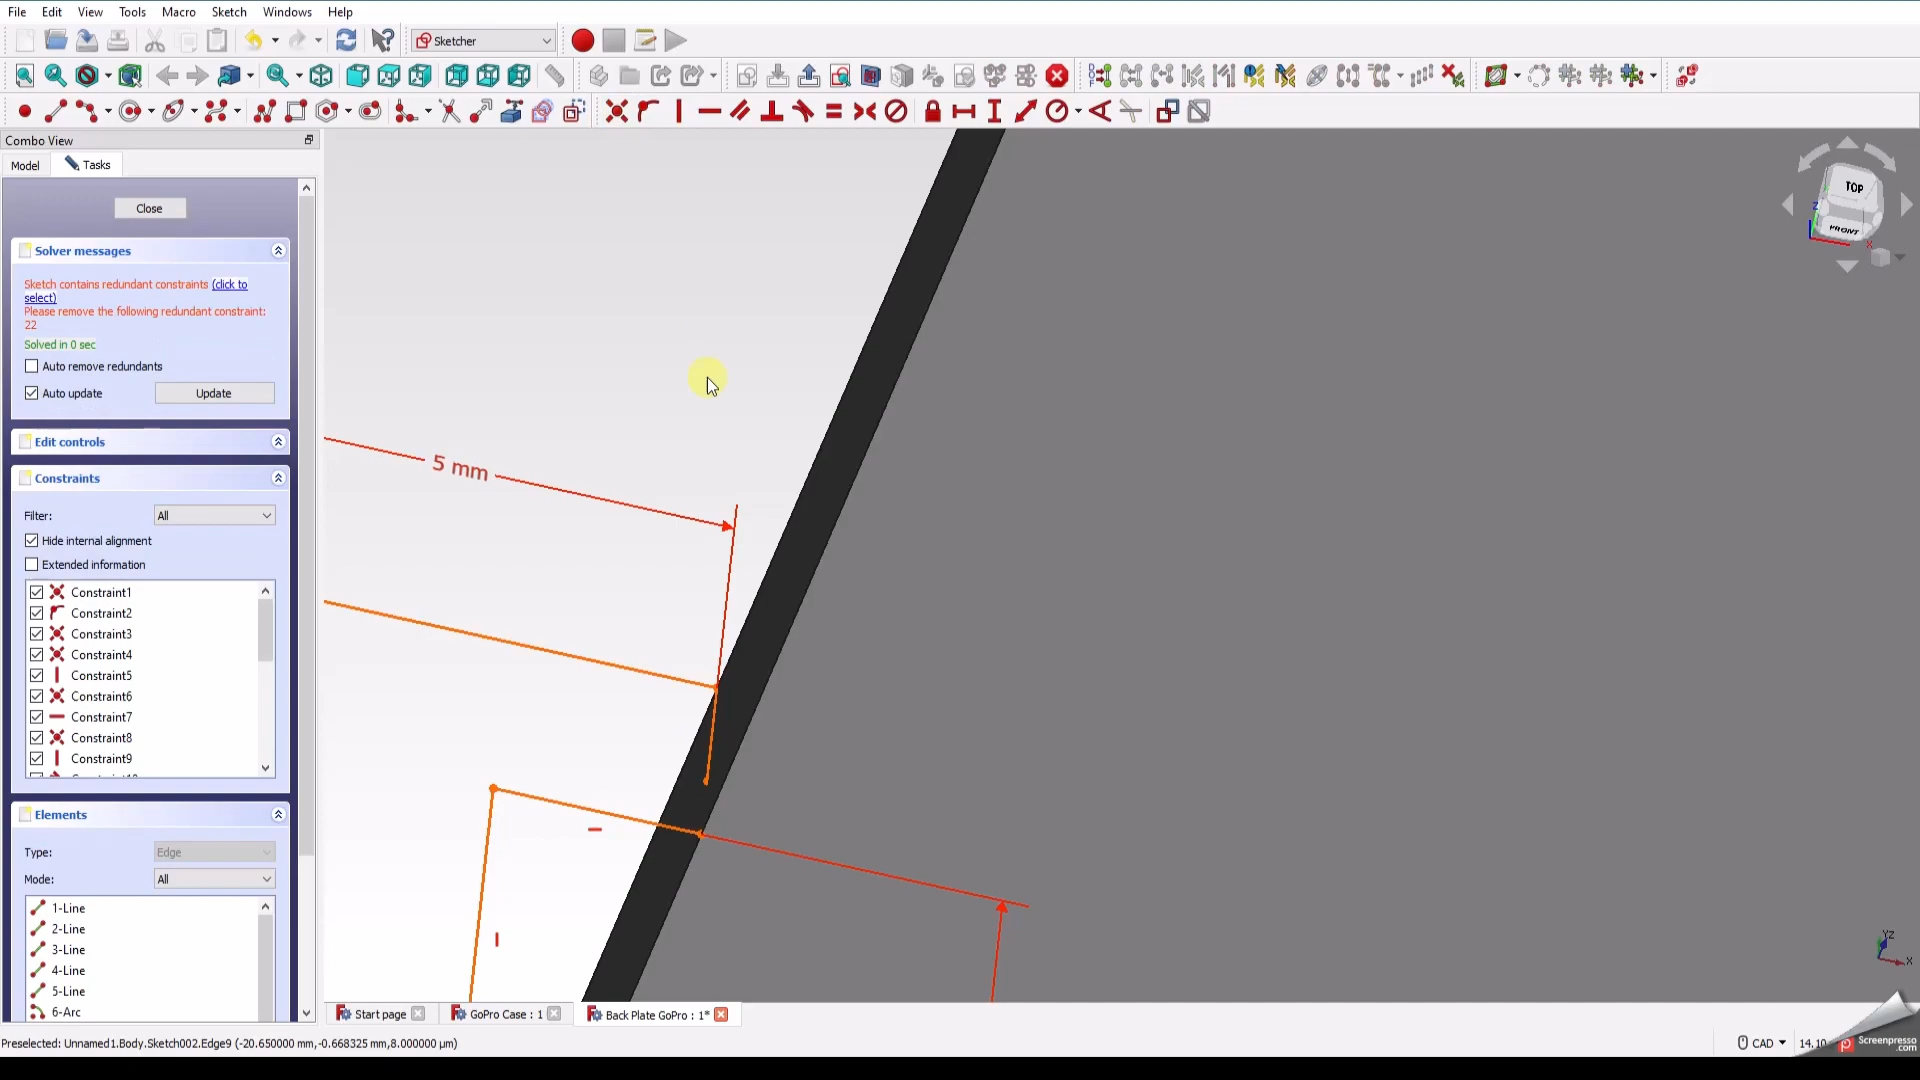 File Edit View Tools Macro Sketch Windows Help
Sketcher
Combo View
Model Tasks
Close
Solver messages
Sketch contains redundant constraints (click to
select)
Please remove the following redundant constraint:
22
Solved in 0 sec
Auto remove redundants
Auto update Update
Edit controls
Constraints
Filter: All
Hide internal alignment
Extended information
Constraint1
Constraint2
Constraint3
Constraint4
Constraint5
Constraint6
Constraint7
Constraint8
Constraint9
Elements
Type: Edge
Mode: All
1-Line
2-Line
3-Line
4-Line
5-Line
6-Arc
5 mm
TOP
FRONT
Z
X
YZ
X
Start page GoPro Case : 1 Back Plate GoPro : 1*
Preselected: Unnamed1.Body.Sketch002.Edge9 (-20.650000 mm,-0.668325 mm,8.000000 µm)
CAD 14.10
Screenpresso
.com